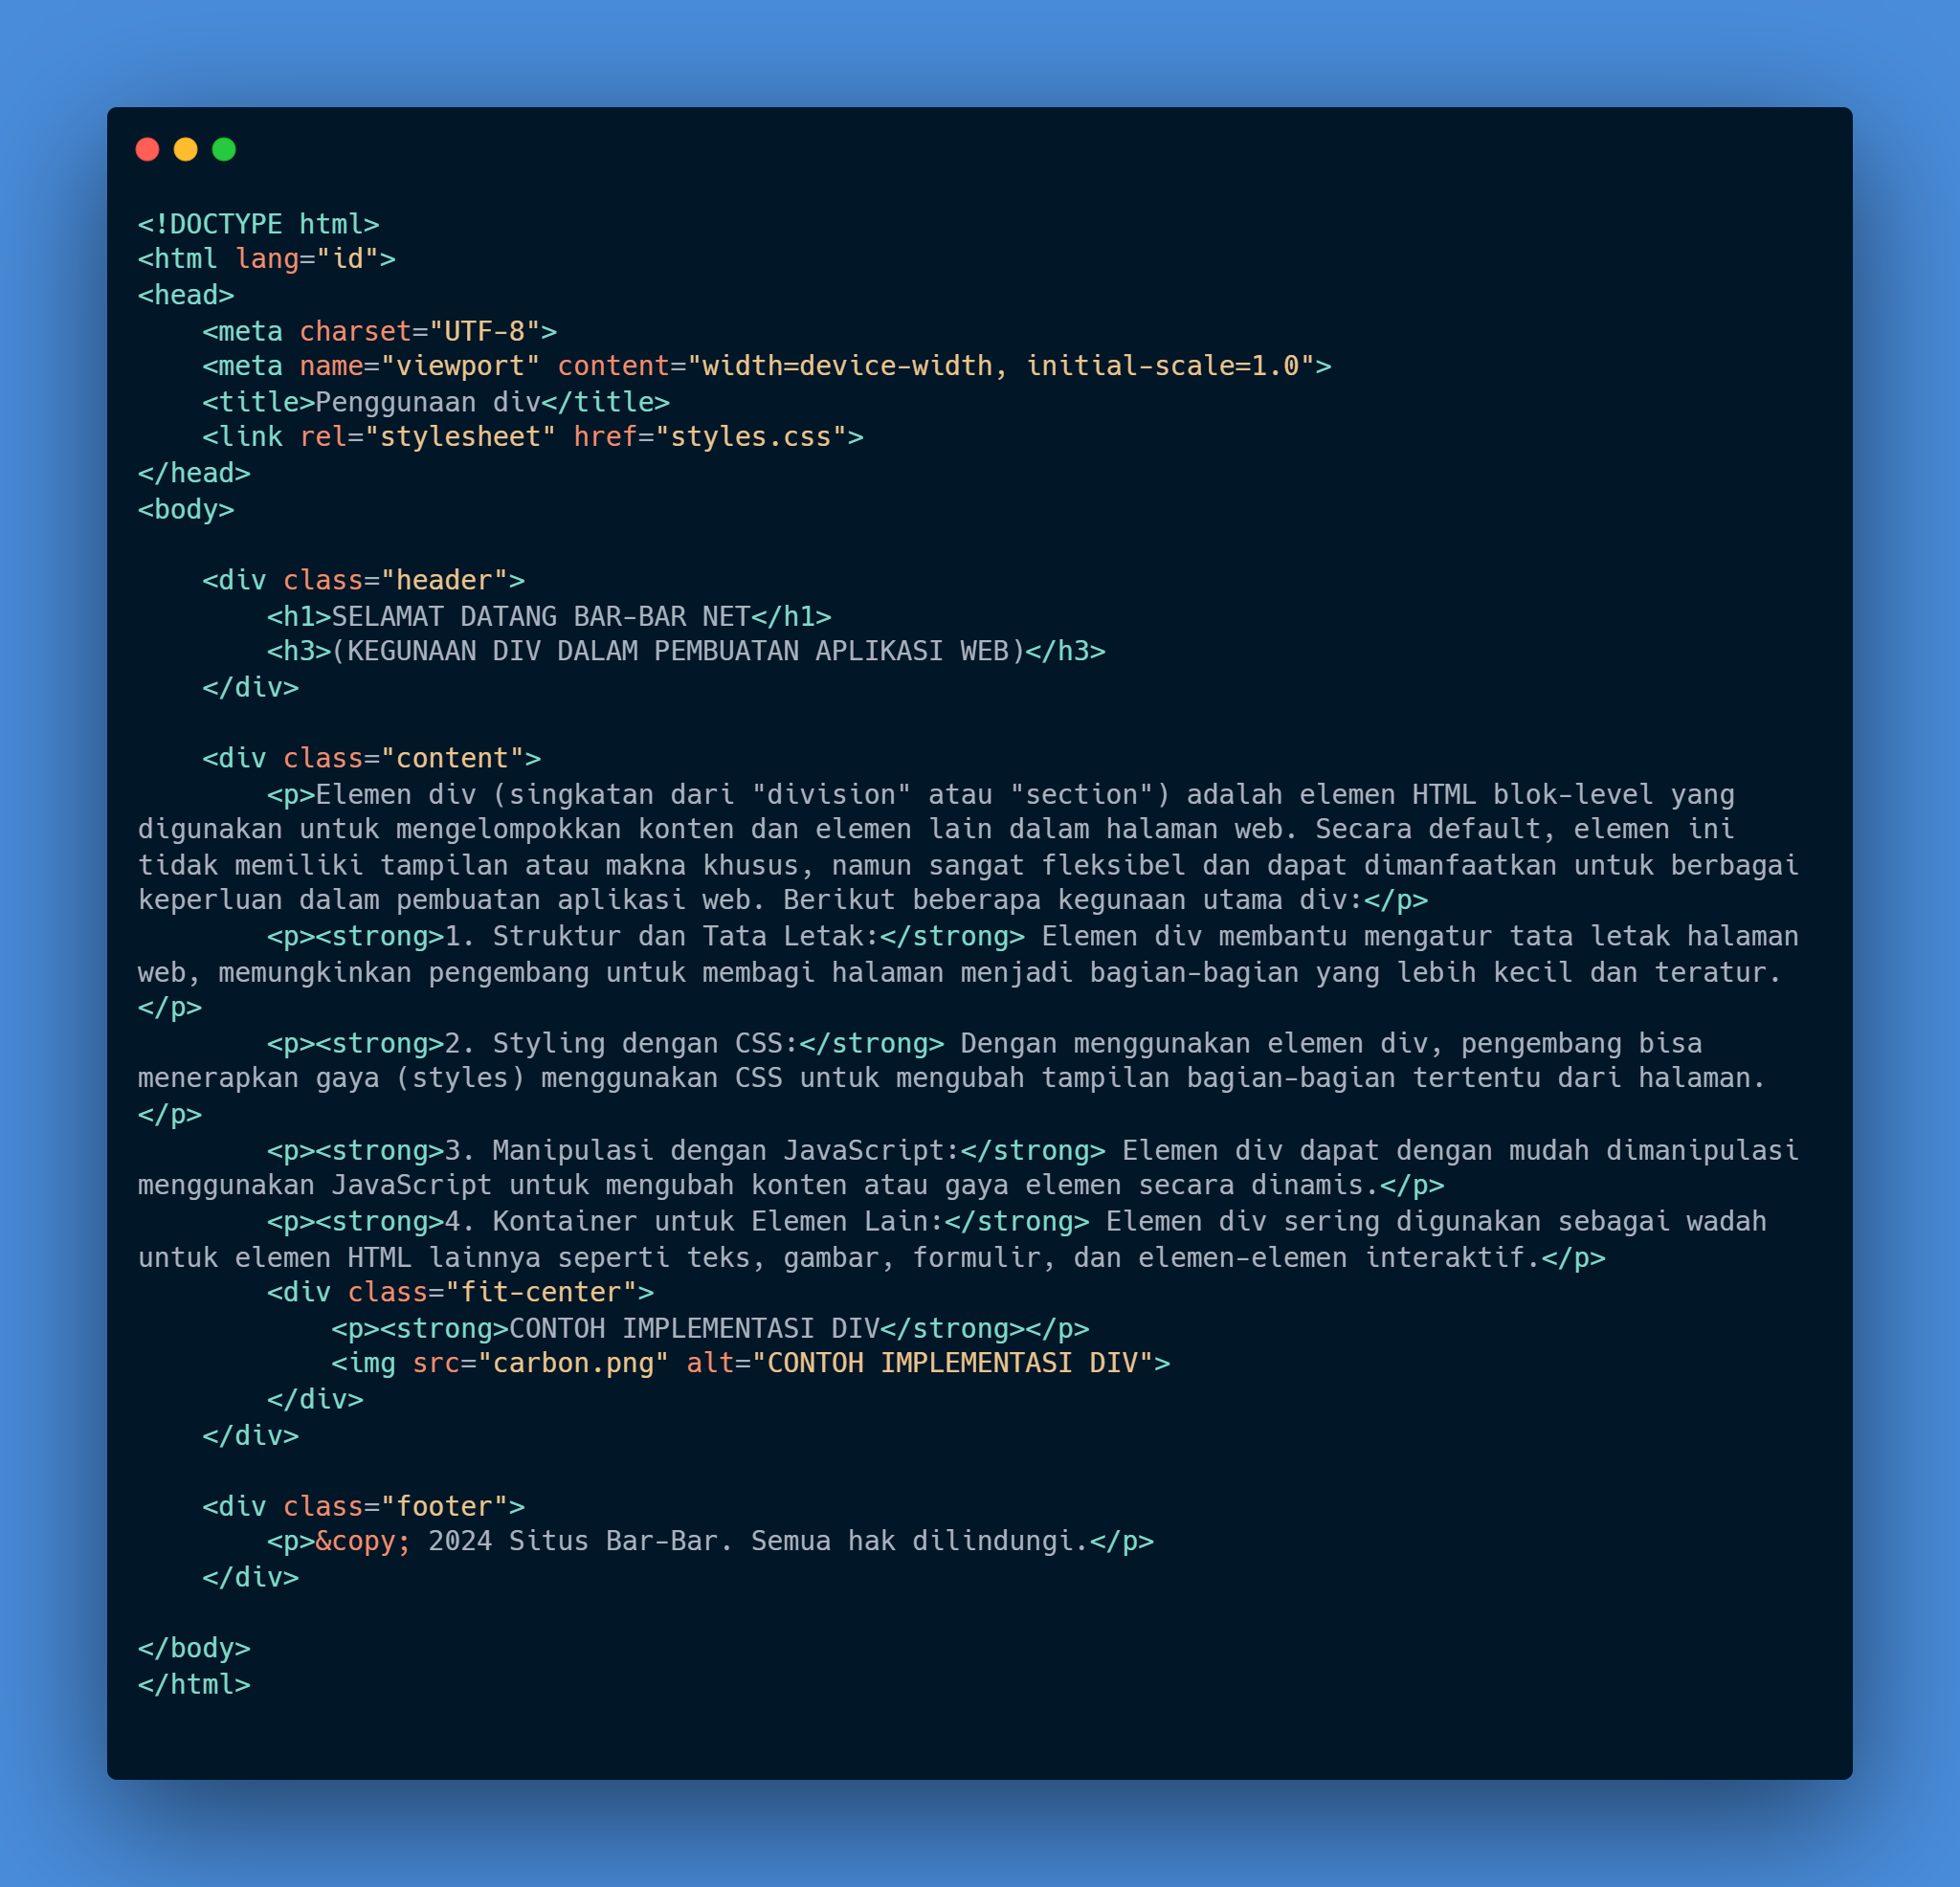 <!DOCTYPE html>
<html lang="id">
<head>
    <meta charset="UTF-8">
    <meta name="viewport" content="width=device-width, initial-scale=1.0">
    <title>Penggunaan div</title>
    <link rel="stylesheet" href="styles.css">
</head>
<body>

    <div class="header">
        <h1>SELAMAT DATANG BAR-BAR NET</h1>
        <h3>(KEGUNAAN DIV DALAM PEMBUATAN APLIKASI WEB)</h3>
    </div>

    <div class="content">
        <p>Elemen div (singkatan dari "division" atau "section") adalah elemen HTML blok-level yang
digunakan untuk mengelompokkan konten dan elemen lain dalam halaman web. Secara default, elemen ini
tidak memiliki tampilan atau makna khusus, namun sangat fleksibel dan dapat dimanfaatkan untuk berbagai
keperluan dalam pembuatan aplikasi web. Berikut beberapa kegunaan utama div:</p>
        <p><strong>1. Struktur dan Tata Letak:</strong> Elemen div membantu mengatur tata letak halaman
web, memungkinkan pengembang untuk membagi halaman menjadi bagian-bagian yang lebih kecil dan teratur.
</p>
        <p><strong>2. Styling dengan CSS:</strong> Dengan menggunakan elemen div, pengembang bisa
menerapkan gaya (styles) menggunakan CSS untuk mengubah tampilan bagian-bagian tertentu dari halaman.
</p>
        <p><strong>3. Manipulasi dengan JavaScript:</strong> Elemen div dapat dengan mudah dimanipulasi
menggunakan JavaScript untuk mengubah konten atau gaya elemen secara dinamis.</p>
        <p><strong>4. Kontainer untuk Elemen Lain:</strong> Elemen div sering digunakan sebagai wadah
untuk elemen HTML lainnya seperti teks, gambar, formulir, dan elemen-elemen interaktif.</p>
        <div class="fit-center">
            <p><strong>CONTOH IMPLEMENTASI DIV</strong></p>
            <img src="carbon.png" alt="CONTOH IMPLEMENTASI DIV">
        </div>
    </div>

    <div class="footer">
        <p>&copy; 2024 Situs Bar-Bar. Semua hak dilindungi.</p>
    </div>

</body>
</html>